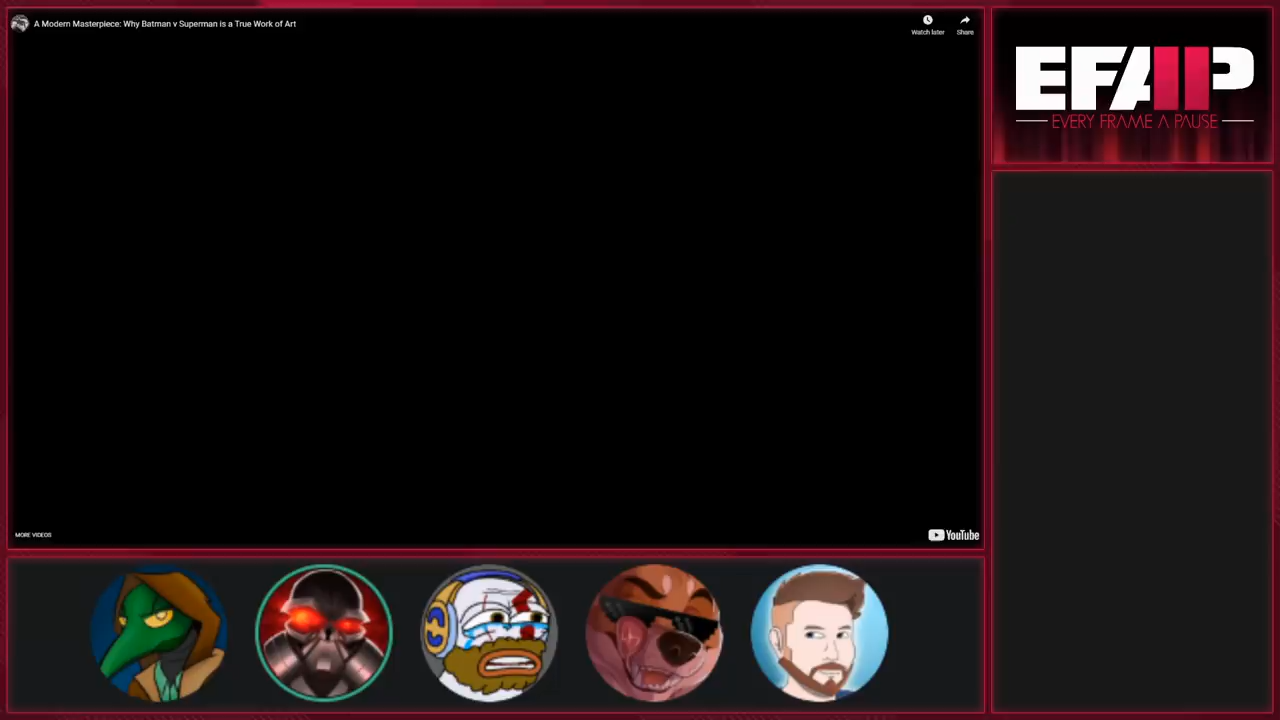 A Modern Masterpiece: Why Batman v Superman is a True Work of Art
Watch later
Share
EFAP
EVERY FRAME A PAUSE
MORE VIDEOS
YouTube